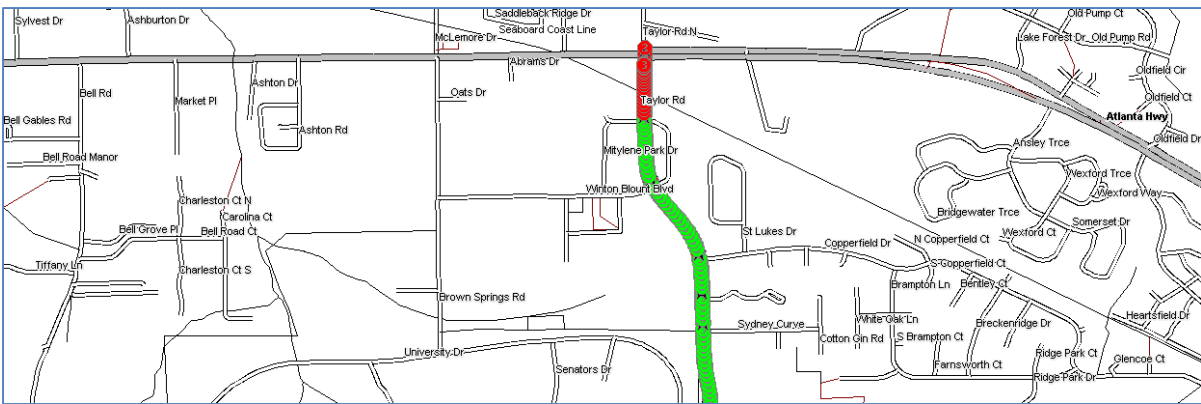 Sylvest Dr
Ashburton Dr
Saddleback Ridge Dr
Old Pump Ct
Seaboard Coast Line
McLemore Dr
Taylor Rd N
Lake Forest Dr
Old Pump Rd
Abrams Dr
Oldfield Cir
Bell Rd
Market Pl
Ashton Dr
Oats Dr
Taylor Rd
Oldfield Ct
Bell Gables Rd
Ashton Rd
Atlanta Hwy
Oldfield Dr
Bell Road Manor
Mitylene Park Dr
Ansley Trce
Wexford Trce
Winton Blount Blvd
Wexford Way
Charleston Ct N
Carolina Ct
Bridgewater Trce
Somerset Dr
Bell Grove Pl
Bell Road Ct
St Lukes Dr
Wexford Ct
Copperfield Dr
N Copperfield Ct
Tiffany Ln
Charleston Ct S
S Copperfield Ct
Brampton Ln
Bentley Ct
Brown Springs Rd
Sydney Curve
White Oak Ln
Breckenridge Dr
Heartsfield Dr
Cotton Gin Rd
S Brampton Ct
University Dr
Ridge Park Ct
Glencoe Ct
Senators Dr
Farnsworth Ct
Ridge Park Dr